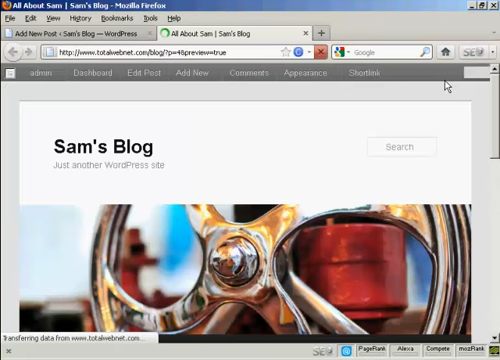 All About Sam | Sam's Blog - Mozilla Firefox
File Edit View History Bookmarks Tools Help
Add New Post ‹ Sam's Blog — WordPress × All About Sam | Sam's Blog × +
http://www.totalwebnet.com/blog/?p=4&preview=true Google SEO
admin Dashboard Edit Post Add New Comments Appearance Shortlink
Sam's Blog
Just another WordPress site
Search
Transferring data from www.totalwebnet.com...
SEO PageRank Alexa Compete mozRank